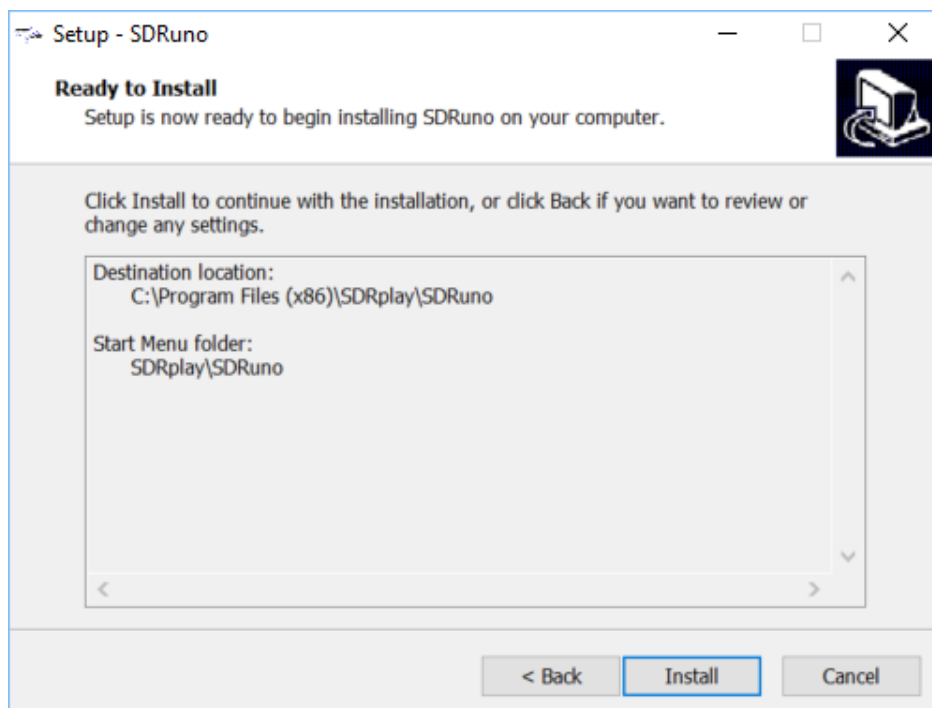 Setup - SDRuno
Ready to Install
Setup is now ready to begin installing SDRuno on your computer.
Click Install to continue with the installation, or click Back if you want to review or
change any settings.
Destination location:
C:\Program Files (x86)\SDRplay\SDRuno
Start Menu folder:
SDRplay\SDRuno
< Back
Install
Cancel